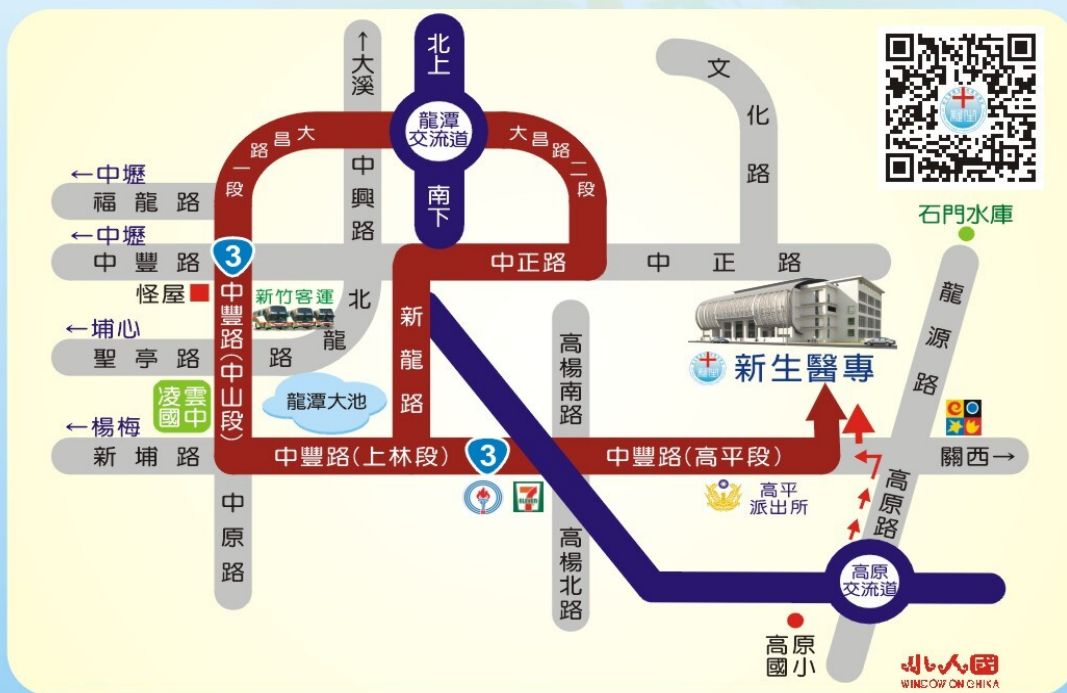 北上
↑大溪
文化路
龍潭
交流道
大昌路一段
大昌路二段
南下
中興路
←中壢
福龍路
←中壢
中豐路
3
中正路
中正路
石門水庫
怪屋
新竹客運
中豐路(中山段)
北龍路
新龍路
高楊南路
龍源路
←埔心
聖亭路
新生醫專
凌雲
國中
龍潭大池
←楊梅
新埔路
中豐路(上林段)
3
中豐路(高平段)
關西→
7
ELEVEN
高平
派出所
高原路
中原路
高楊北路
高原
交流道
高原
國小
小人國
WINDOW ON CHINA